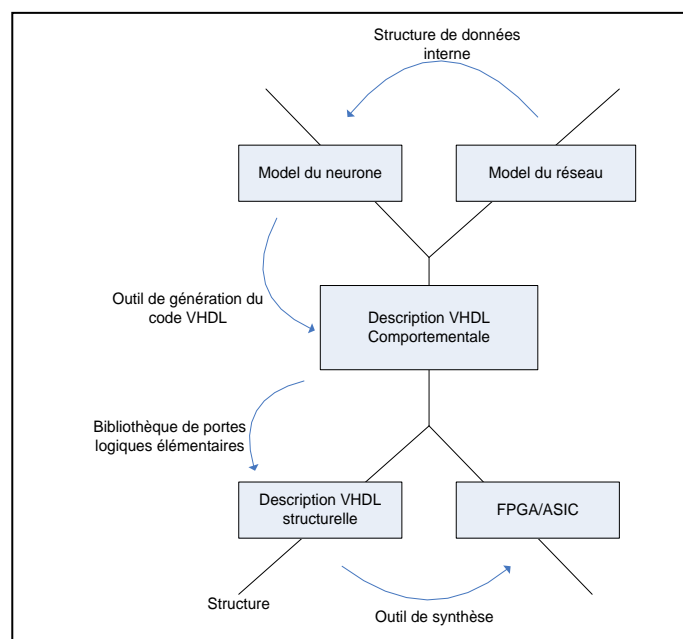 Structure de données
interne
Model du neurone
Model du réseau
Outil de génération du
code VHDL
Description VHDL
Comportementale
Bibliothèque de portes
logiques élémentaires
Description VHDL
structurelle
FPGA/ASIC
Structure
Outil de synthèse